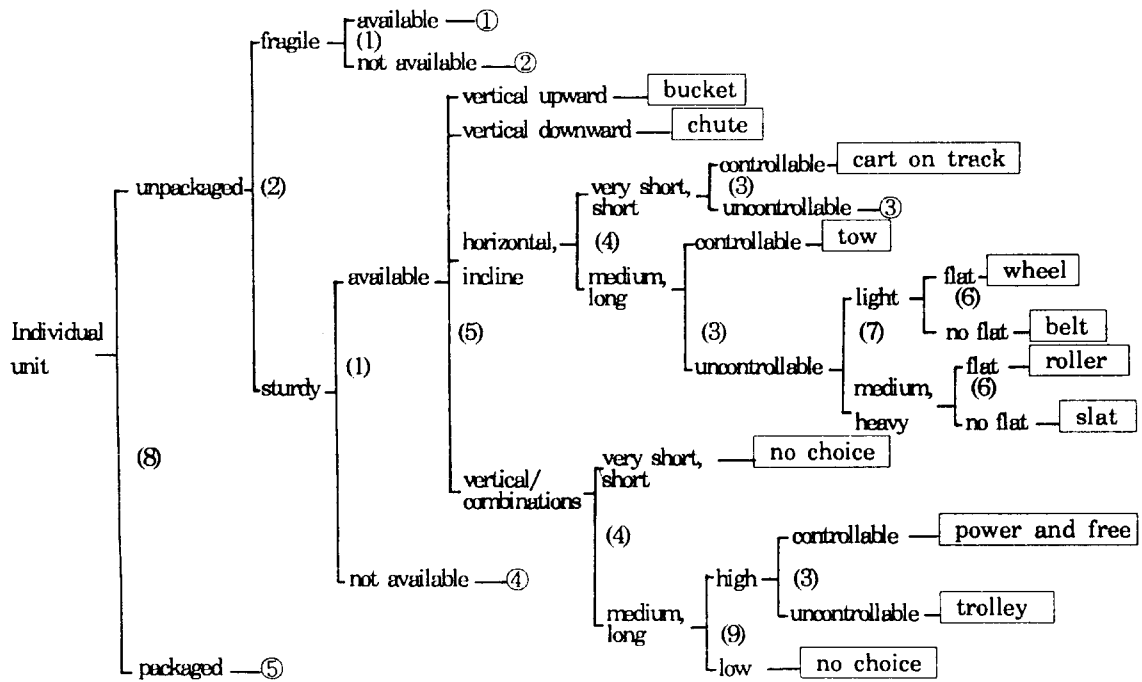 available ①
fragile (1)
not available ②
vertical upward bucket
vertical downward chute
controllable cart on track
unpackaged (2) very short, short (3)
uncontrollable ③
horizontal, incline (4) controllable tow
available medium, long flat wheel
light (6)
Individual unit (5) (7) no flat belt
(1) (3) flat roller
sturdy uncontrollable medium, heavy (6)
no flat slat
(8) very short, short no choice
vertical/ combinations
(4) controllable power and free
not available ④ high (3)
uncontrollable trolley
medium, long (9)
packaged ⑤ low no choice